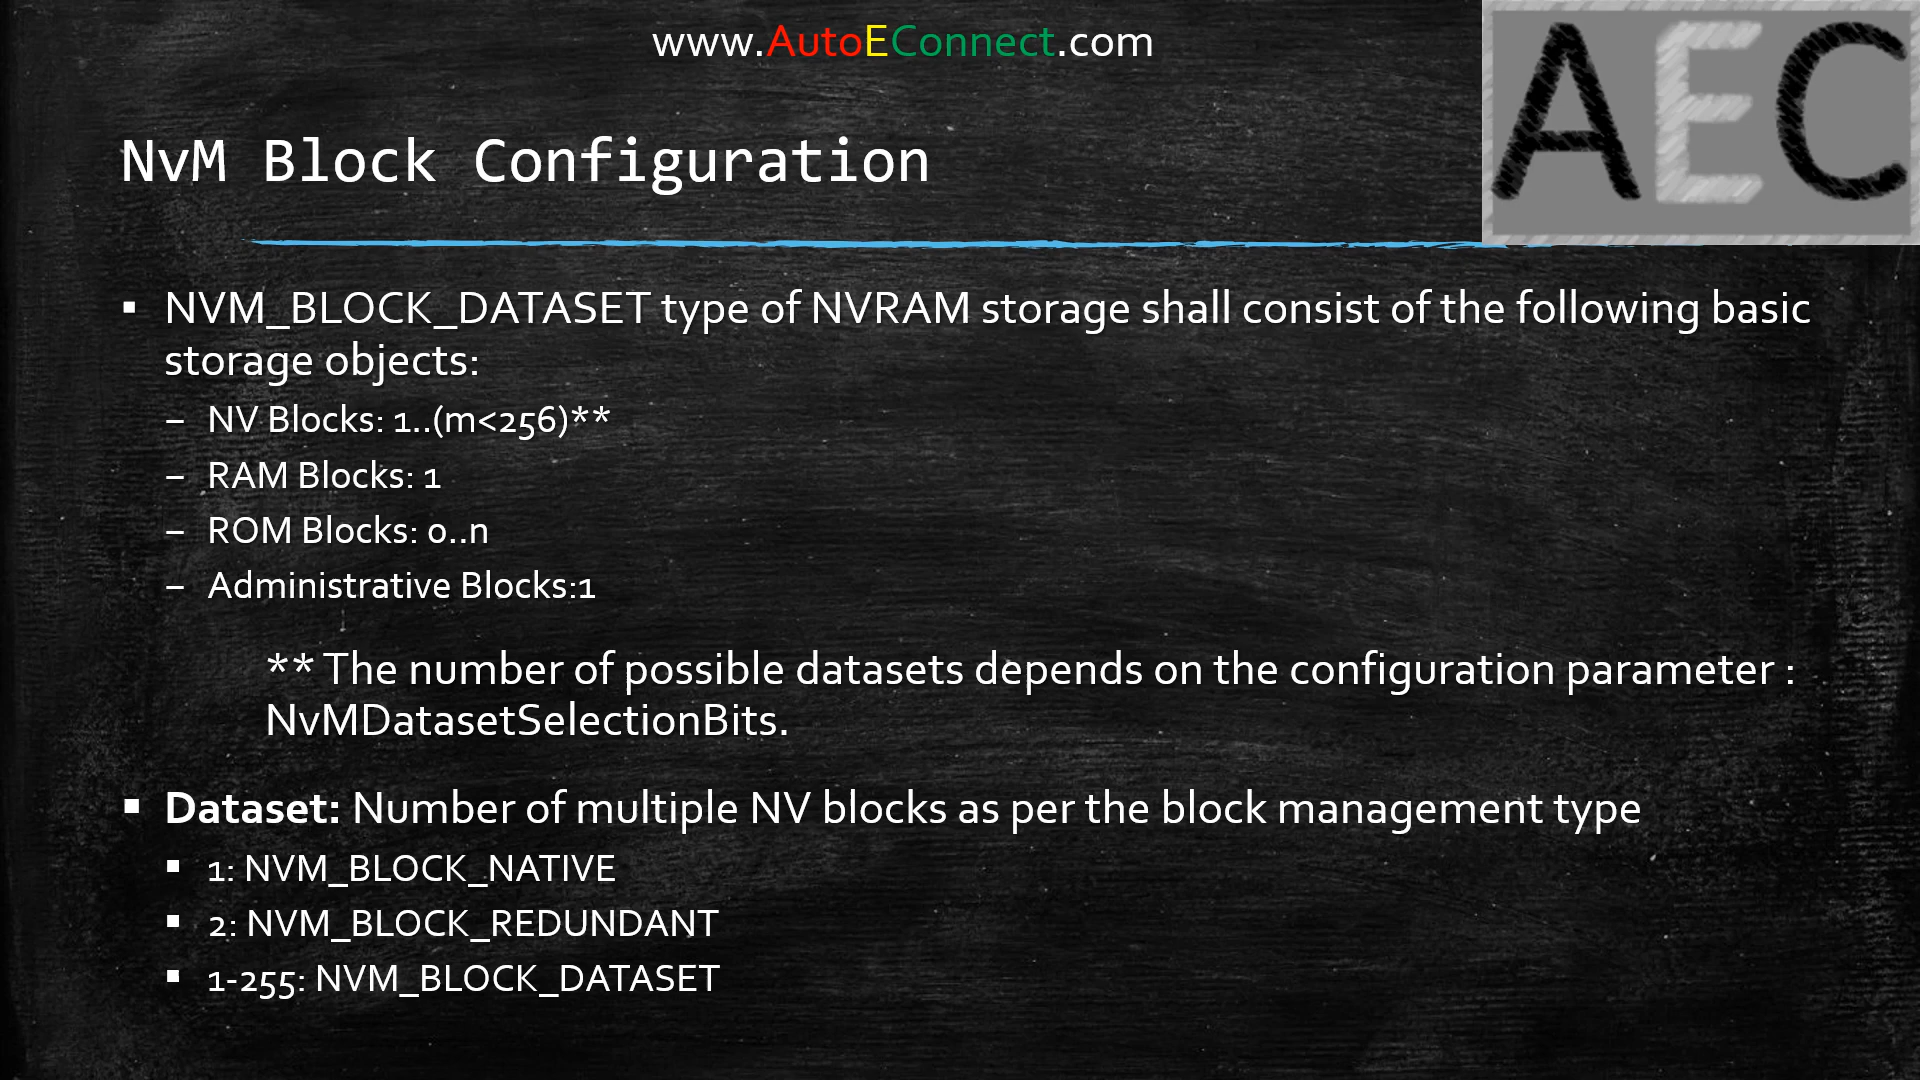 www.AutoEConnect.com
AEC
NvM Block Configuration
▪ NVM_BLOCK_DATASET type of NVRAM storage shall consist of the following basic
storage objects:
– NV Blocks: 1..(m<256)**
– RAM Blocks: 1
– ROM Blocks: 0..n
– Administrative Blocks:1
** The number of possible datasets depends on the configuration parameter :
NvMDatasetSelectionBits.
▪ Dataset: Number of multiple NV blocks as per the block management type
▪ 1: NVM_BLOCK_NATIVE
▪ 2: NVM_BLOCK_REDUNDANT
▪ 1-255: NVM_BLOCK_DATASET